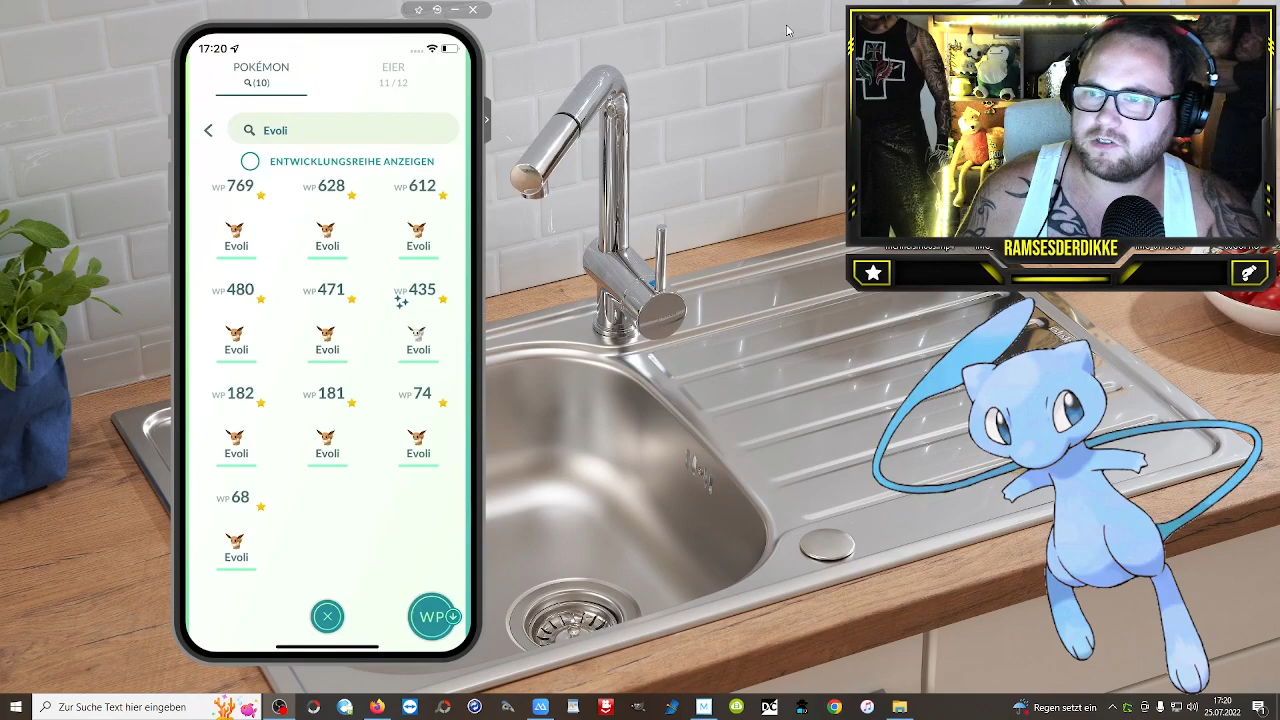 17:20
POKÉMON
(10)
EIER
11 / 12
Evoli
ENTWICKLUNGSREIHE ANZEIGEN
WP 769
WP 628
WP 612
Evoli
Evoli
Evoli
WP 480
WP 471
WP 435
Evoli
Evoli
Evoli
WP 182
WP 181
WP 74
Evoli
Evoli
Evoli
WP 68
Evoli
WP
RAMSESDERDIKKE
Zur Suche Text hier eingeben
Regen setzt ein
17:20
25.07.2022